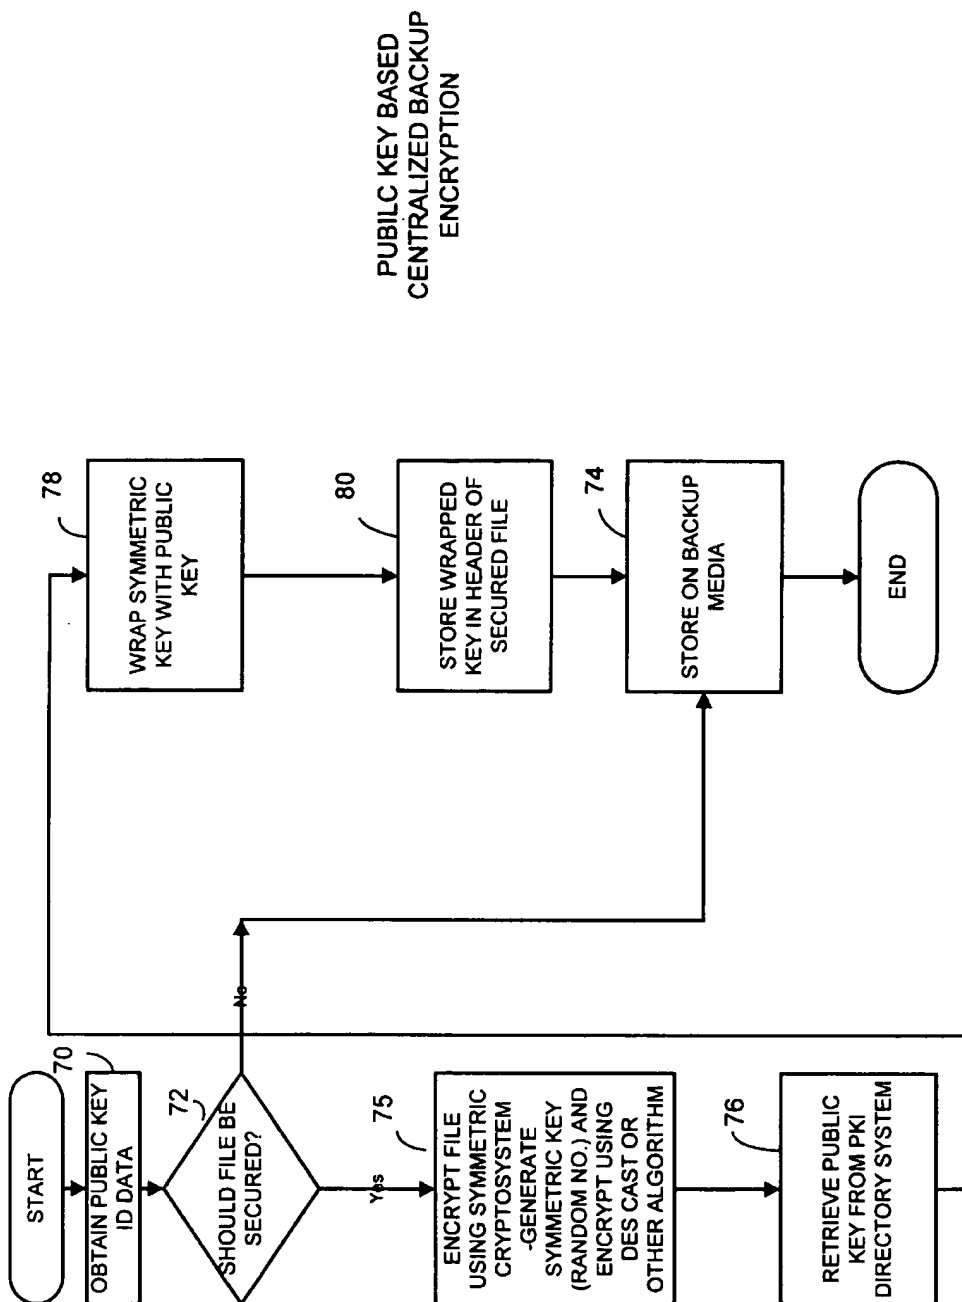 START
70
OBTAIN PUBLIC KEY
ID DATA
72
SHOULD FILE BE
SECURED?
No
Yes
75
ENCRYPT FILE
USING SYMMETRIC
CRYPTOSYSTEM
-GENERATE
SYMMETRIC KEY
(RANDOM NO.) AND
ENCRYPT USING
DES CAST OR
OTHER ALGORITHM
76
RETRIEVE PUBLIC
KEY FROM PKI
DIRECTORY SYSTEM
78
WRAP SYMMETRIC
KEY WITH PUBLIC
KEY
80
STORE WRAPPED
KEY IN HEADER OF
SECURED FILE
74
STORE ON BACKUP
MEDIA
END
PUBILC KEY BASED
CENTRALIZED BACKUP
ENCRYPTION